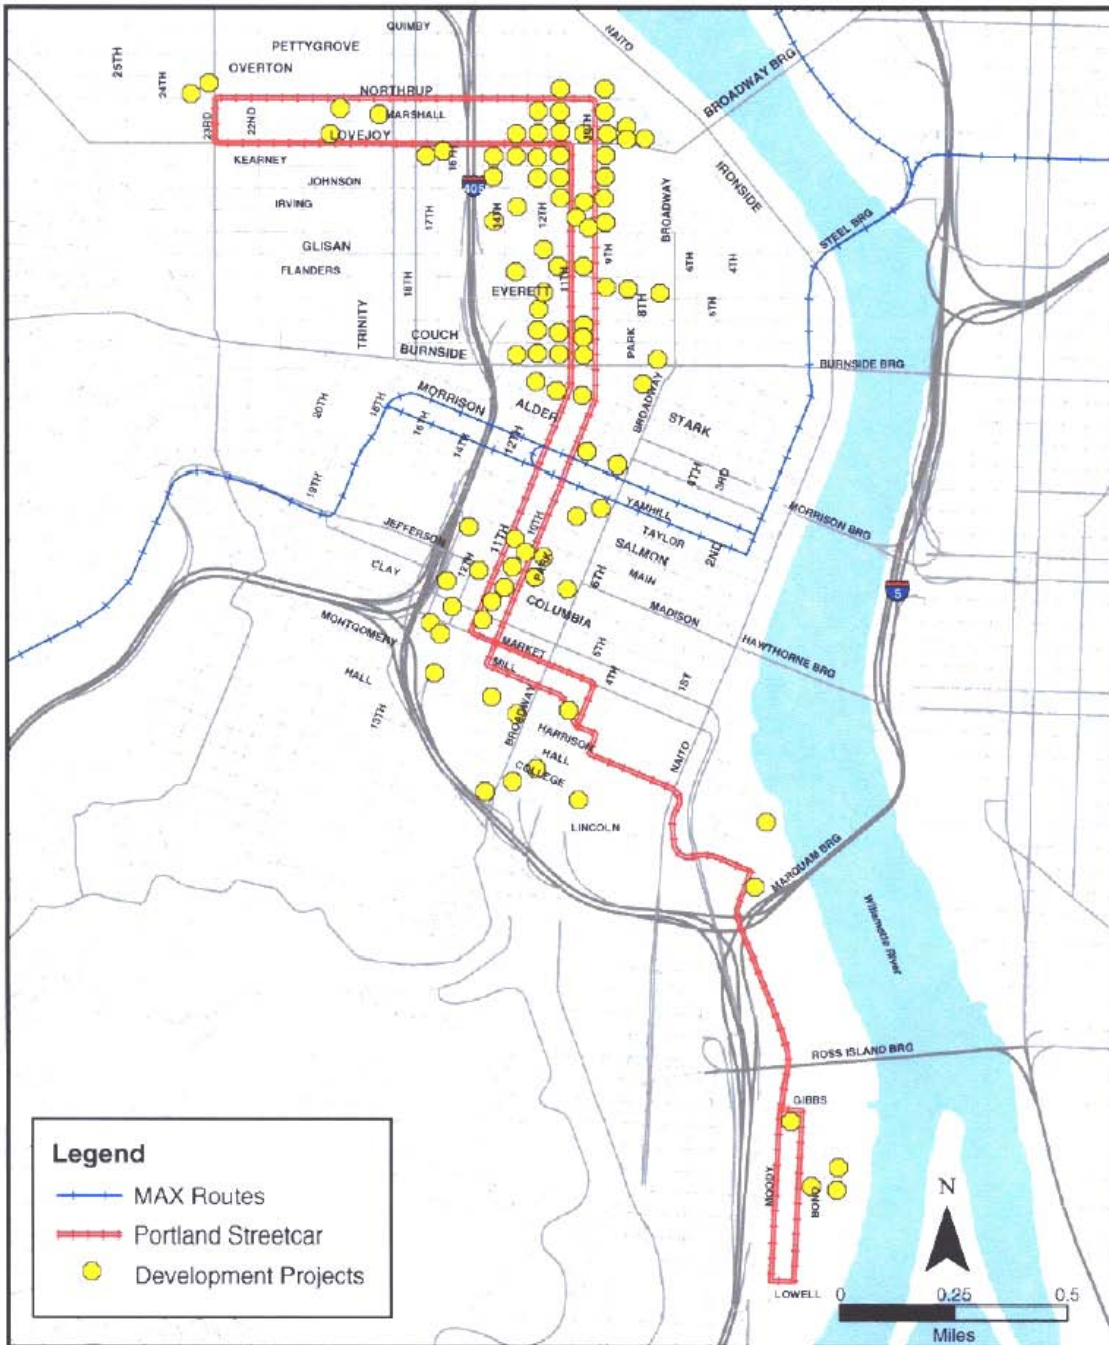 QUIMBY
NAITO
PETTYGROVE
25TH
OVERTON
24TH
BROADWAY BRG
NORTHRUP
23RD
22ND
MARSHALL
10TH
LOVEJOY
KEARNEY
16TH
IRONSIDE
JOHNSON
405
IRVING
17TH
14TH
12TH
BROADWAY
STEEL BRG
GLISAN
9TH
6TH
4TH
FLANDERS
18TH
11TH
EVERETT
8TH
5TH
TRINITY
COUCH
PARK
BURNSIDE
BURNSIDE BRG
MORRISON
20TH
18TH
ALDER
BROADWAY
STARK
16TH
14TH
12TH
4TH
3RD
19TH
YAMHILL
MORRISON BRG
JEFFERSON
10TH
TAYLOR
11TH
SALMON
2ND
CLAY
12TH
PARK
MAIN
6TH
5
COLUMBIA
MADISON
MONTGOMERY
HAWTHORNE BRG
MARKET
5TH
MILL
HALL
4TH
1ST
13TH
BROADWAY
HARRISON
NAITO
HALL
COLLEGE
LINCOLN
MARQUAM BRG
Willamette River
ROSS ISLAND BRG
GIBBS
MOODY
BOND
LOWELL
Legend
MAX Routes
Portland Streetcar
Development Projects
N
0 0.25 0.5
Miles